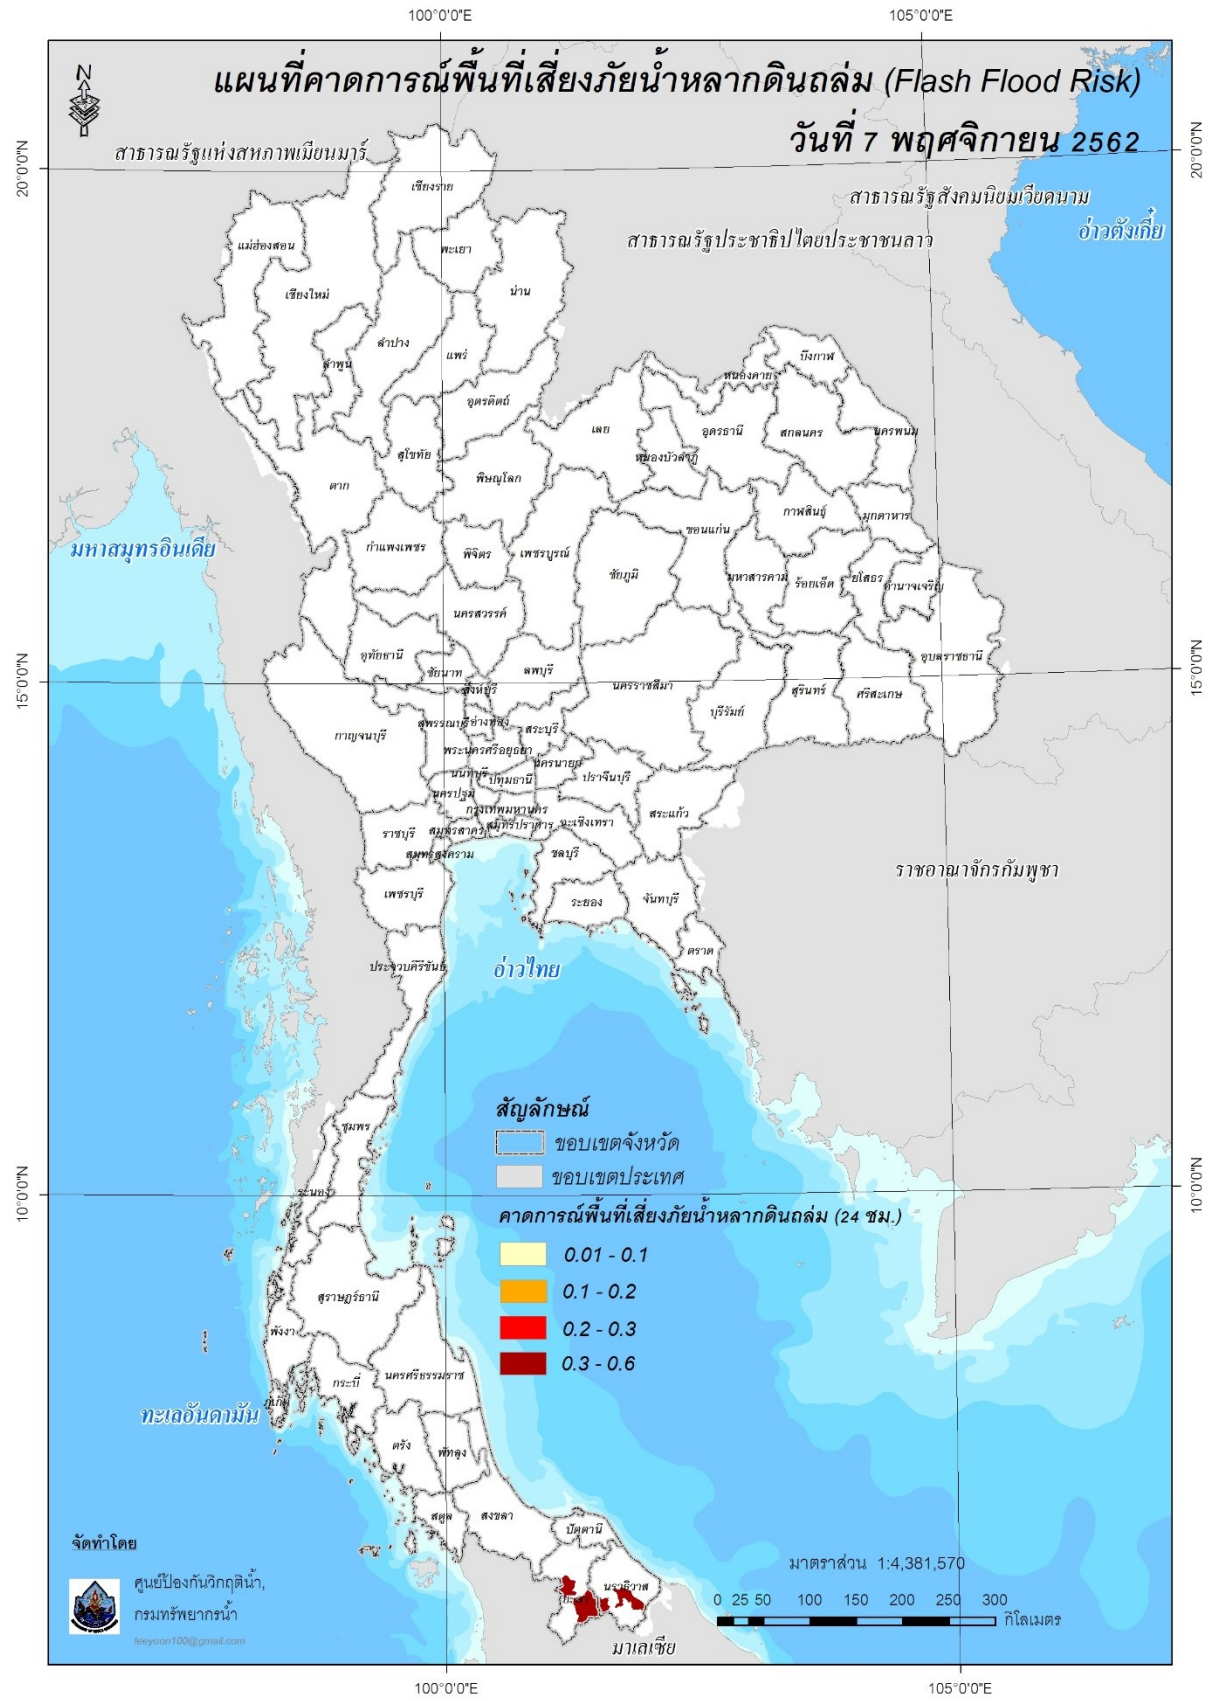 100°0'0"E
105°0'0"E
แผนที่คาดการณ์พื้นที่เสี่ยงภัยน้ำหลากดินถล่ม (Flash Flood Risk)
วันที่ 7 พฤศจิกายน 2562
N
20°0'0"N
20°0'0"N
สาธารณรัฐแห่งสหภาพเมียนมาร์
สาธารณรัฐสังคมนิยมเวียดนาม
สาธารณรัฐประชาธิปไตยประชาชนลาว
อ่าวตังเกี๋ย
เชียงราย
แม่ฮ่องสอน
พะเยา
เชียงใหม่
น่าน
ลำปาง
แพร่
ลำพูน
บึงกาฬ
หนองคาย
อุตรดิตถ์
เลย
อุดรธานี
สกลนคร
นครพนม
สุโขทัย
หนองบัวลำภู
ตาก
พิษณุโลก
กาฬสินธุ์
มุกดาหาร
ขอนแก่น
มหาสมุทรอินเดีย
กำแพงเพชร
พิจิตร
เพชรบูรณ์
ชัยภูมิ
มหาสารคาม
ร้อยเอ็ด
ยโสธร
อำนาจเจริญ
นครสวรรค์
อุทัยธานี
ชัยนาท
ลพบุรี
อุบลราชธานี
15°0'0"N
15°0'0"N
สิงห์บุรี
นครราชสีมา
สุรินทร์
ศรีสะเกษ
บุรีรัมย์
กาญจนบุรี
สุพรรณบุรี
อ่างทอง
สระบุรี
พระนครศรีอยุธยา
นครนายก
นนทบุรี
ปทุมธานี
ปราจีนบุรี
นครปฐม
กรุงเทพมหานคร
สระแก้ว
ราชบุรี
สมุทรสาคร
สมุทรปราการ
ฉะเชิงเทรา
สมุทรสงคราม
ชลบุรี
ราชอาณาจักรกัมพูชา
เพชรบุรี
ระยอง
จันทบุรี
ตราด
ประจวบคีรีขันธ์
อ่าวไทย
สัญลักษณ์
ขอบเขตจังหวัด
ขอบเขตประเทศ
ชุมพร
ระนอง
10°0'0"N
10°0'0"N
คาดการณ์พื้นที่เสี่ยงภัยน้ำหลากดินถล่ม (24 ชม.)
0.01 - 0.1
0.1 - 0.2
0.2 - 0.3
0.3 - 0.6
สุราษฎร์ธานี
พังงา
กระบี่
นครศรีธรรมราช
ภูเก็ต
ทะเลอันดามัน
ตรัง
พัทลุง
สตูล
สงขลา
ปัตตานี
ยะลา
นราธิวาส
มาเลเซีย
จัดทำโดย
ศูนย์ป้องกันวิกฤติน้ำ,
กรมทรัพยากรน้ำ
leeyoon100@gmail.com
มาตราส่วน 1:4,381,570
0 25 50 100 150 200 250 300
กิโลเมตร
100°0'0"E
105°0'0"E